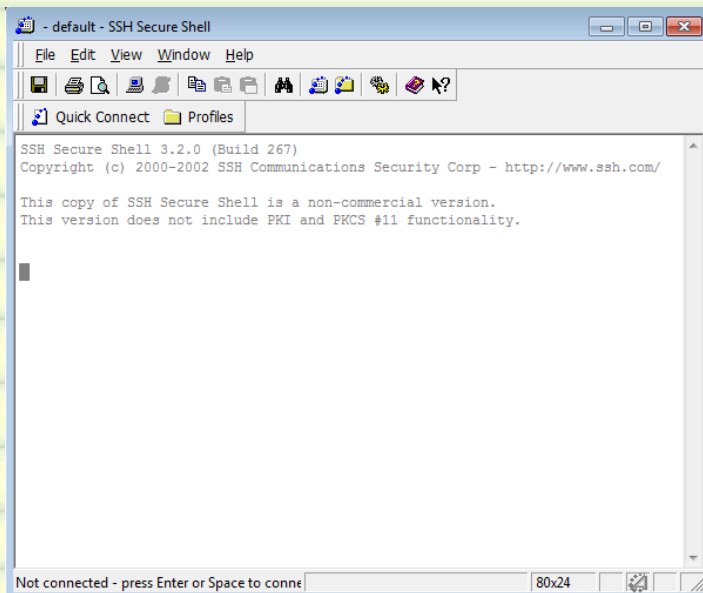 - default - SSH Secure Shell
File Edit View Window Help
Quick Connect Profiles
SSH Secure Shell 3.2.0 (Build 267)
Copyright (c) 2000-2002 SSH Communications Security Corp - http://www.ssh.com/
This copy of SSH Secure Shell is a non-commercial version.
This version does not include PKI and PKCS #11 functionality.
Not connected - press Enter or Space to conne 80x24